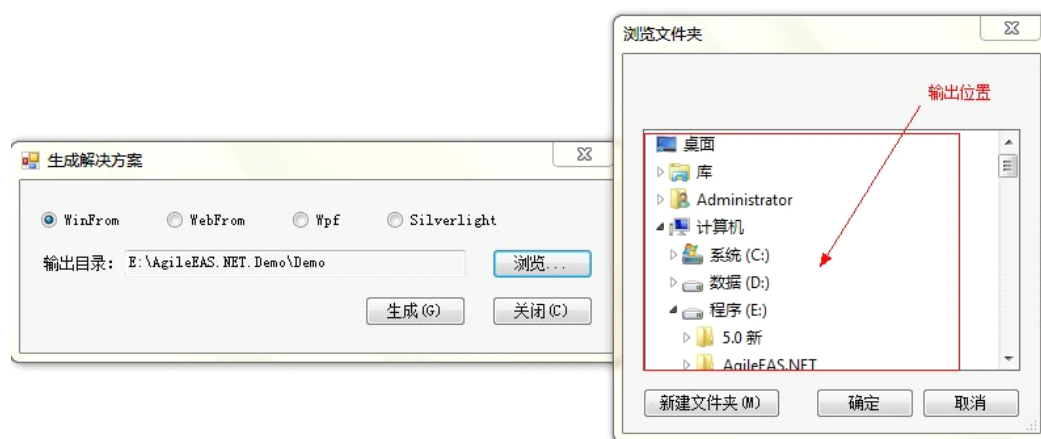 生成解决方案
WinFrom WebFrom Wpf Silverlight
输出目录: E:\AgileEAS.NET.Demo\Demo 浏览...
生成(G) 关闭(C)
浏览文件夹
输出位置
桌面
库
Administrator
计算机
系统 (C:)
数据 (D:)
程序 (E:)
5.0 新
AgileEAS.NET
新建文件夹(M) 确定 取消